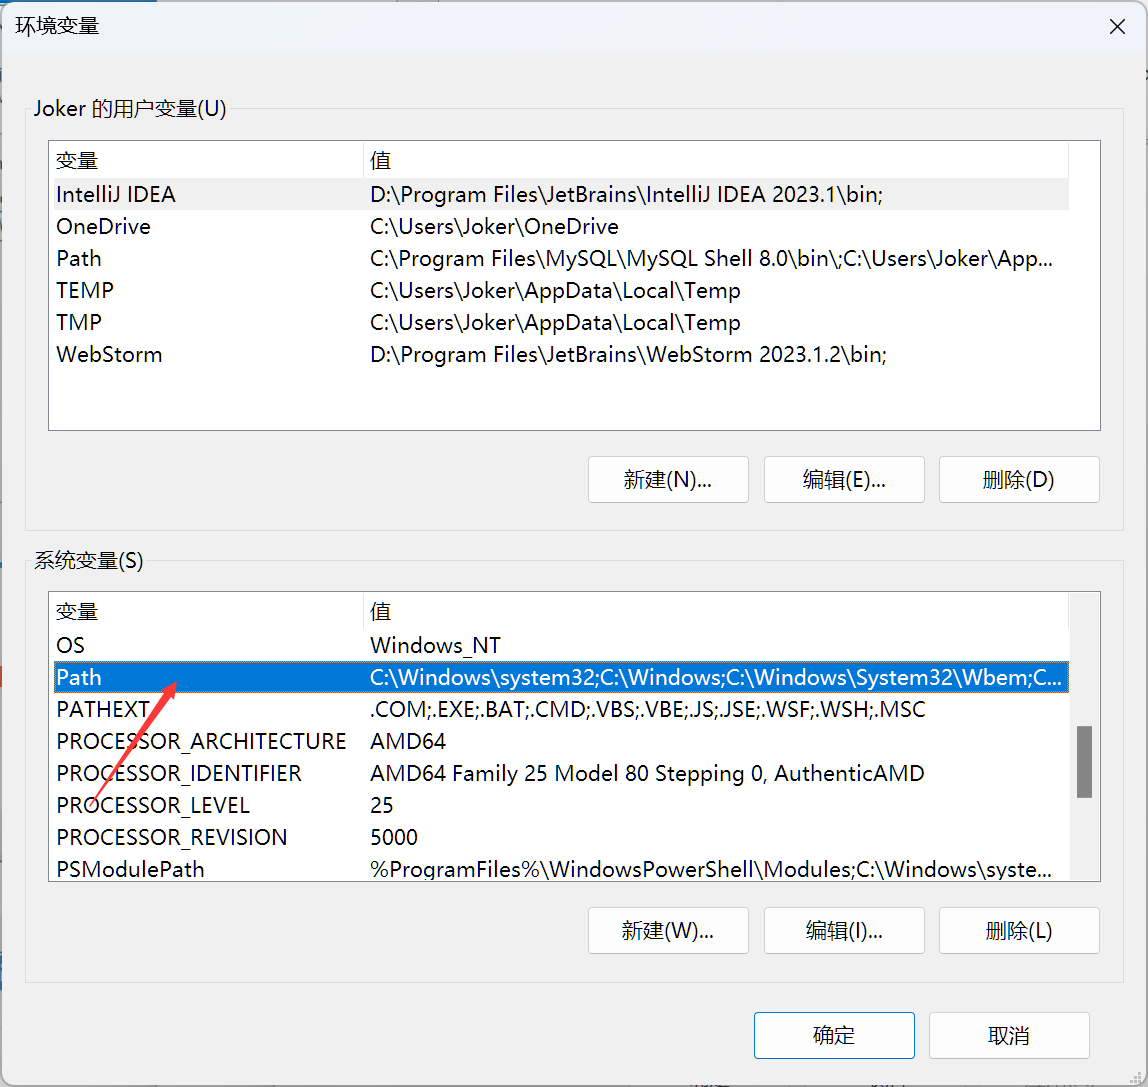 环境变量
Joker 的用户变量(U)
变量 值
IntelliJ IDEA D:\Program Files\JetBrains\IntelliJ IDEA 2023.1\bin;
OneDrive C:\Users\Joker\OneDrive
Path C:\Program Files\MySQL\MySQL Shell 8.0\bin\;C:\Users\Joker\App...
TEMP C:\Users\Joker\AppData\Local\Temp
TMP C:\Users\Joker\AppData\Local\Temp
WebStorm D:\Program Files\JetBrains\WebStorm 2023.1.2\bin;
新建(N)... 编辑(E)... 删除(D)
系统变量(S)
变量 值
OS Windows_NT
Path C:\Windows\system32;C:\Windows;C:\Windows\System32\Wbem;C...
PATHEXT .COM;.EXE;.BAT;.CMD;.VBS;.VBE;.JS;.JSE;.WSF;.WSH;.MSC
PROCESSOR_ARCHITECTURE AMD64
PROCESSOR_IDENTIFIER AMD64 Family 25 Model 80 Stepping 0, AuthenticAMD
PROCESSOR_LEVEL 25
PROCESSOR_REVISION 5000
PSModulePath %ProgramFiles%\WindowsPowerShell\Modules;C:\Windows\syste...
新建(W)... 编辑(I)... 删除(L)
确定 取消